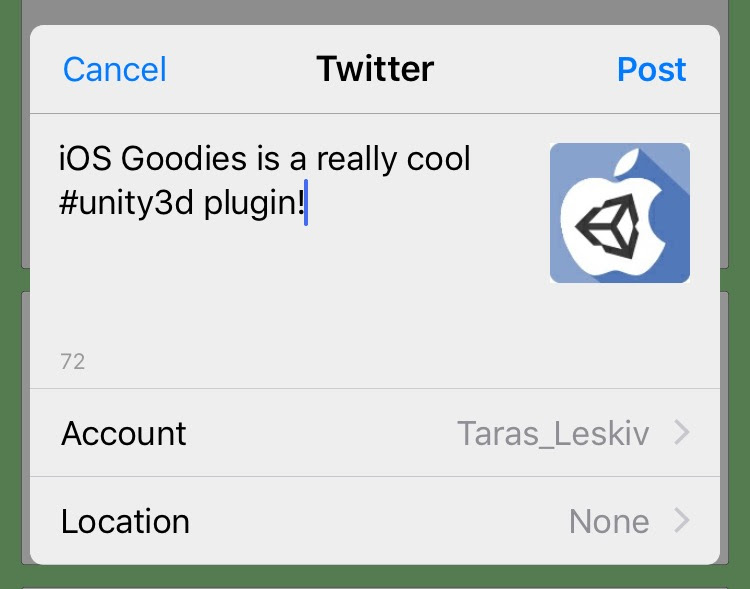 Cancel Twitter Post
iOS Goodies is a really cool
#unity3d plugin!
72
Account Taras_Leskiv
Location None